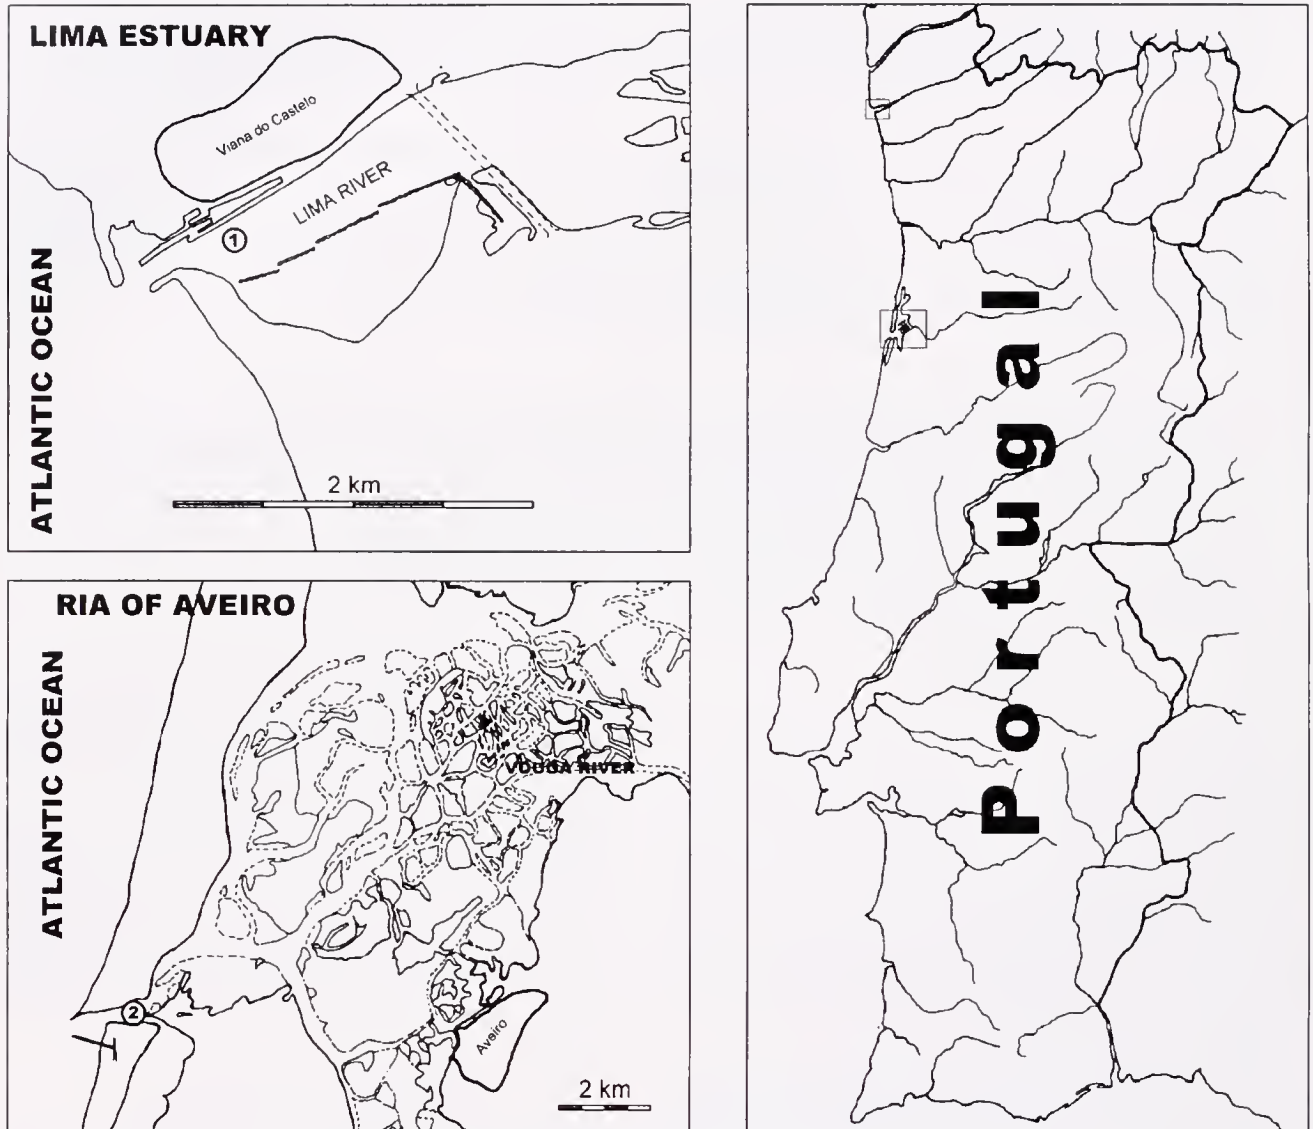 LIMA ESTUARY
Viana do Castelo
LIMA RIVER
1
ATLANTIC OCEAN
2 km
RIA OF AVEIRO
ATLANTIC OCEAN
VOUGA RIVER
2
Aveiro
2 km
Portugal